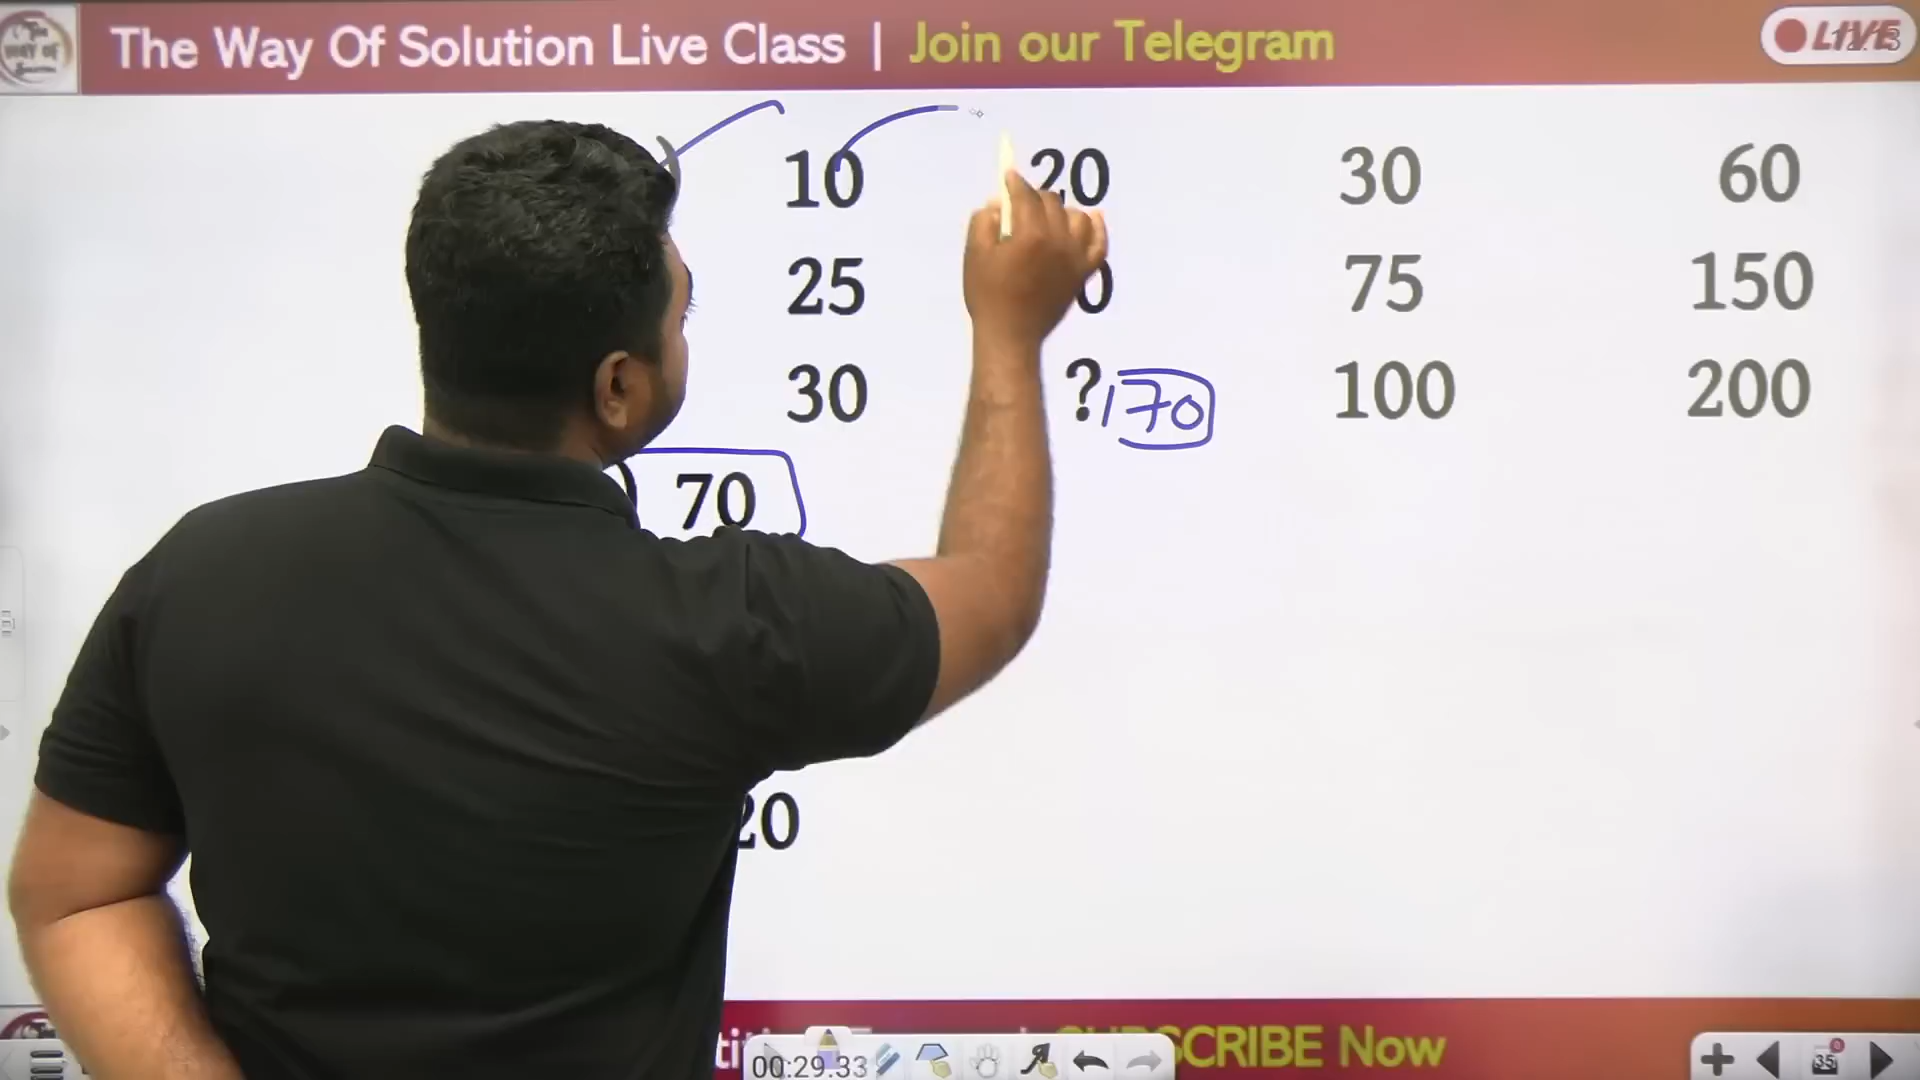 The Way Of Solution Live Class | Join our Telegram
LIVE
10 20 30 60
25 75 150
30 ? 170 100 200
) 70
20
SUBSCRIBE Now
00:29.33
35